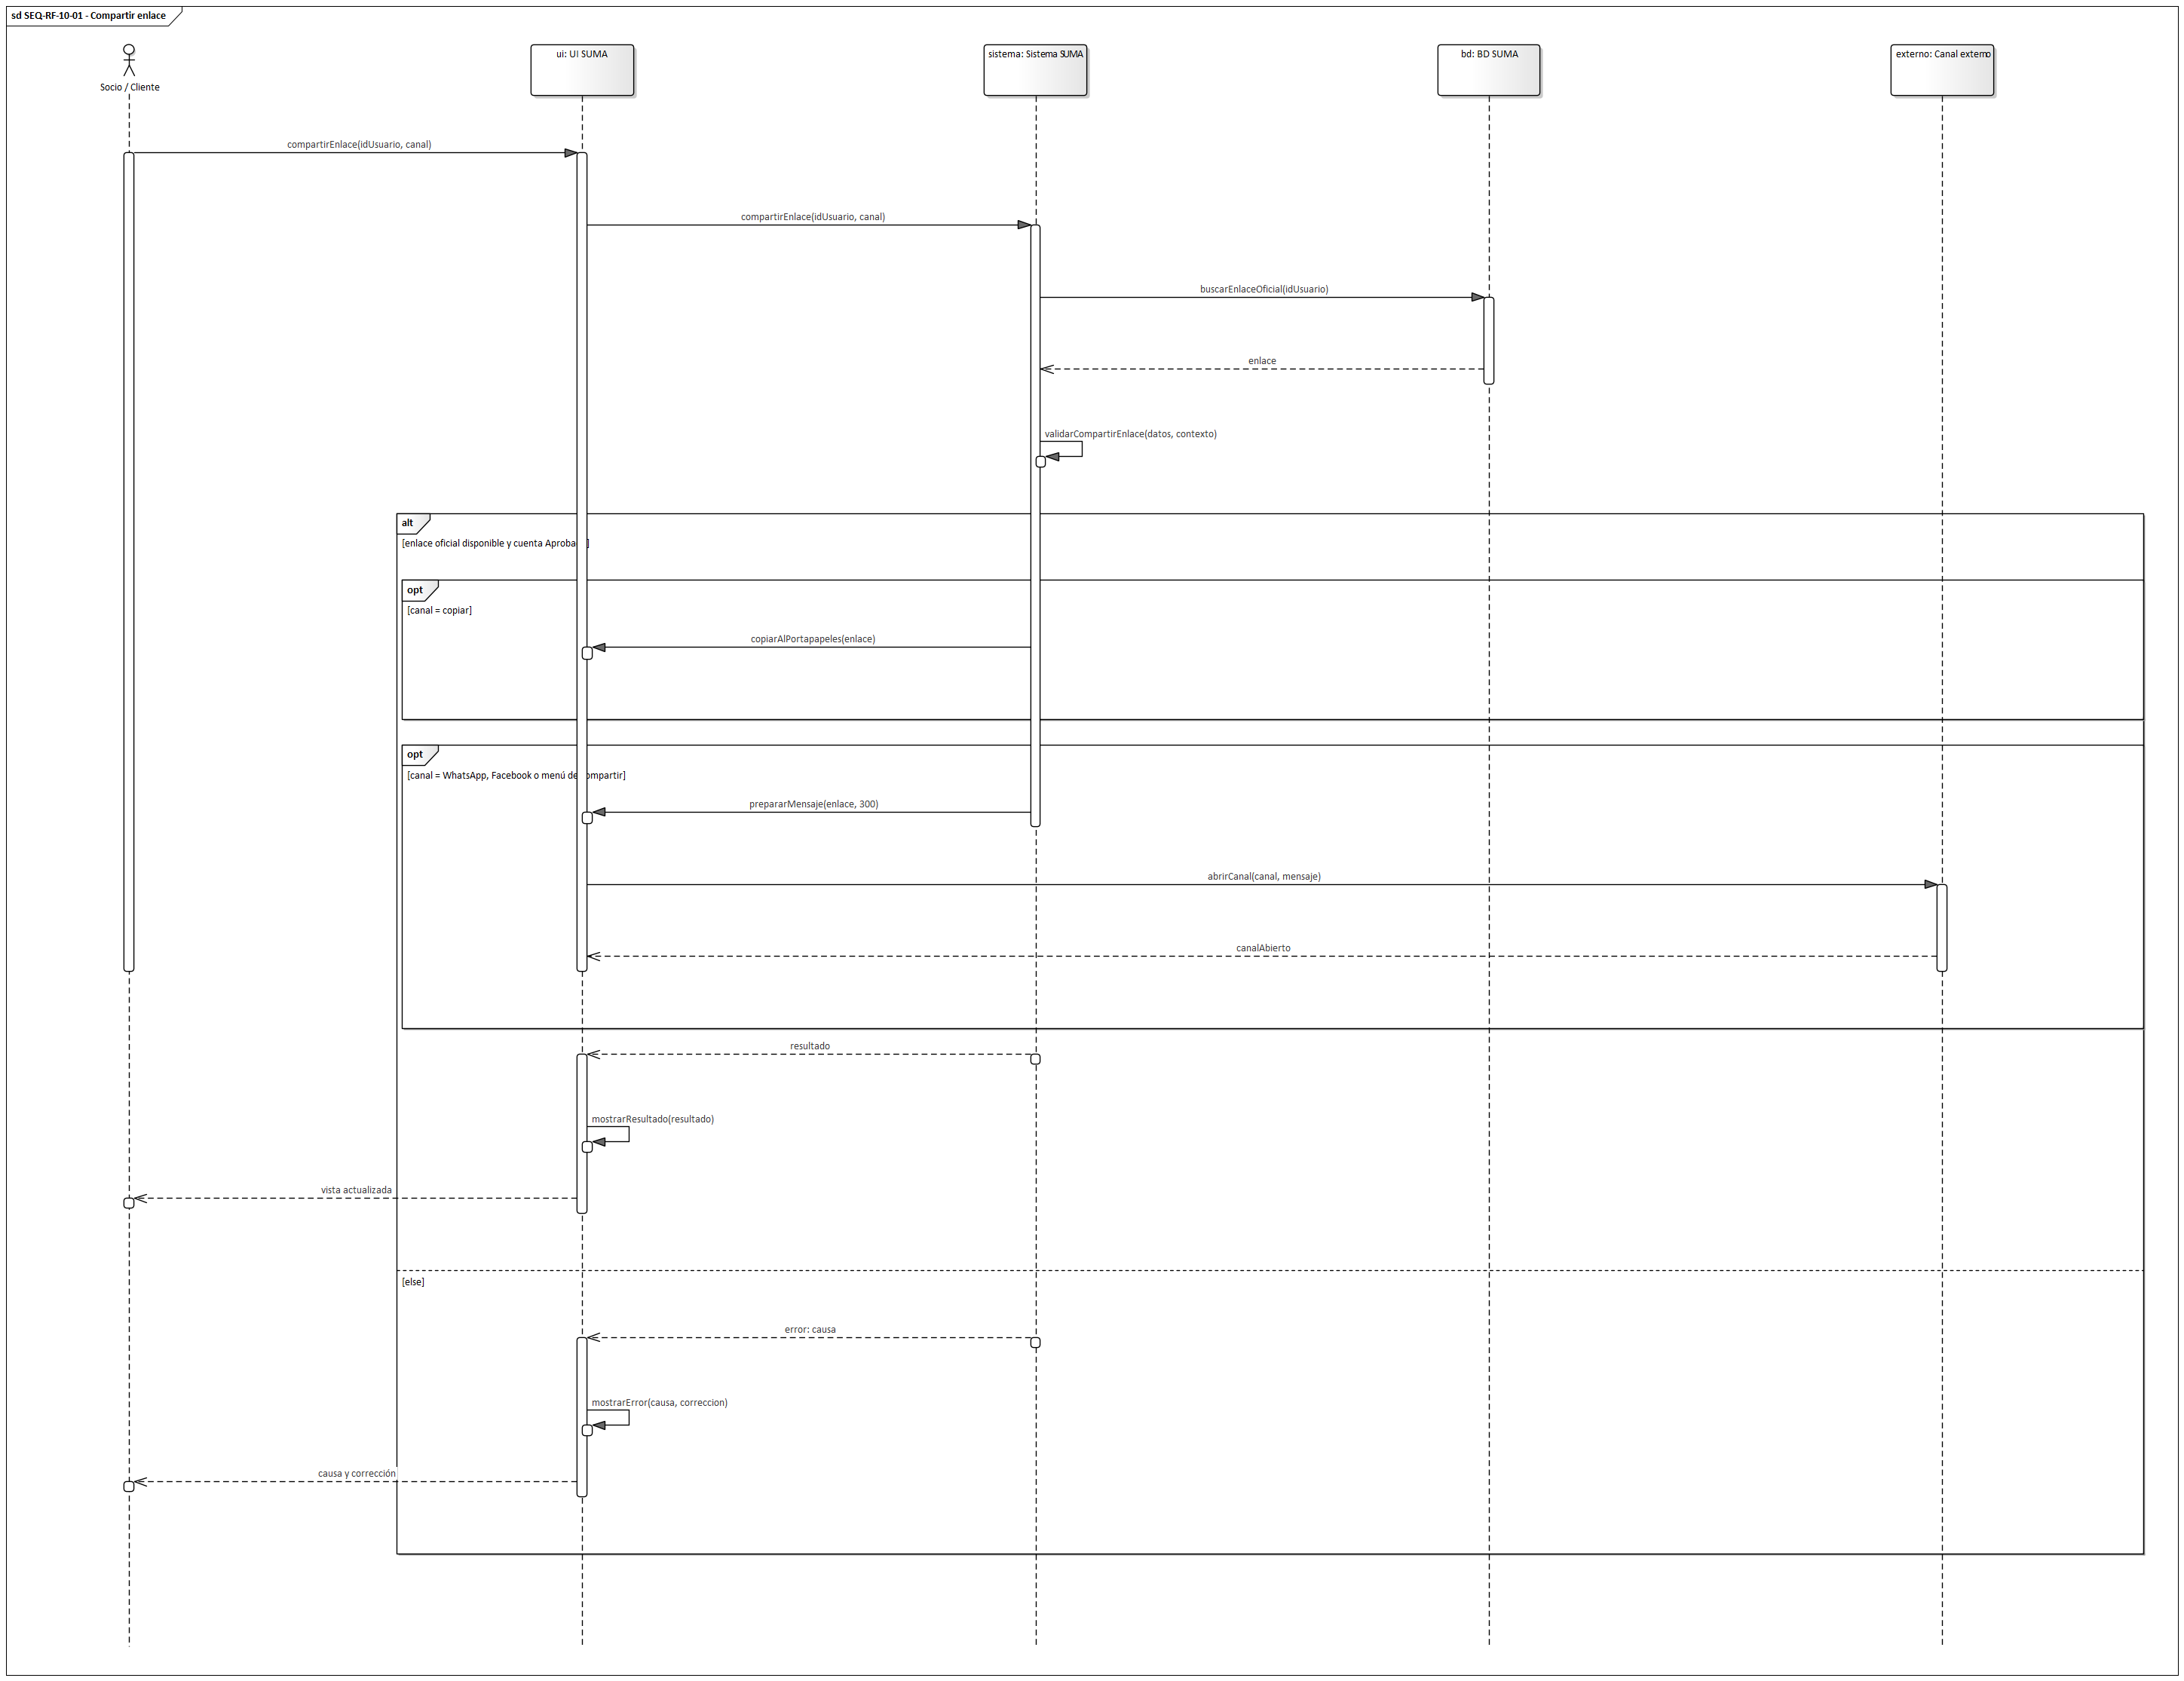 sd SEQ-RF-10-01 - Compartir enlace
Socio / Cliente
ui: UI SUMA
sistema: Sistema SUMA
bd: BD SUMA
externo: Canal externo
compartirEnlace(idUsuario, canal)
compartirEnlace(idUsuario, canal)
buscarEnlaceOficial(idUsuario)
enlace
validarCompartirEnlace(datos, contexto)
alt
[enlace oficial disponible y cuenta Aproba ]
opt
[canal = copiar]
copiarAlPortapapeles(enlace)
opt
[canal = WhatsApp, Facebook o menú de compartir]
prepararMensaje(enlace, 300)
abrirCanal(canal, mensaje)
canalAbierto
resultado
mostrarResultado(resultado)
vista actualizada
[else]
error: causa
mostrarError(causa, correccion)
causa y corrección